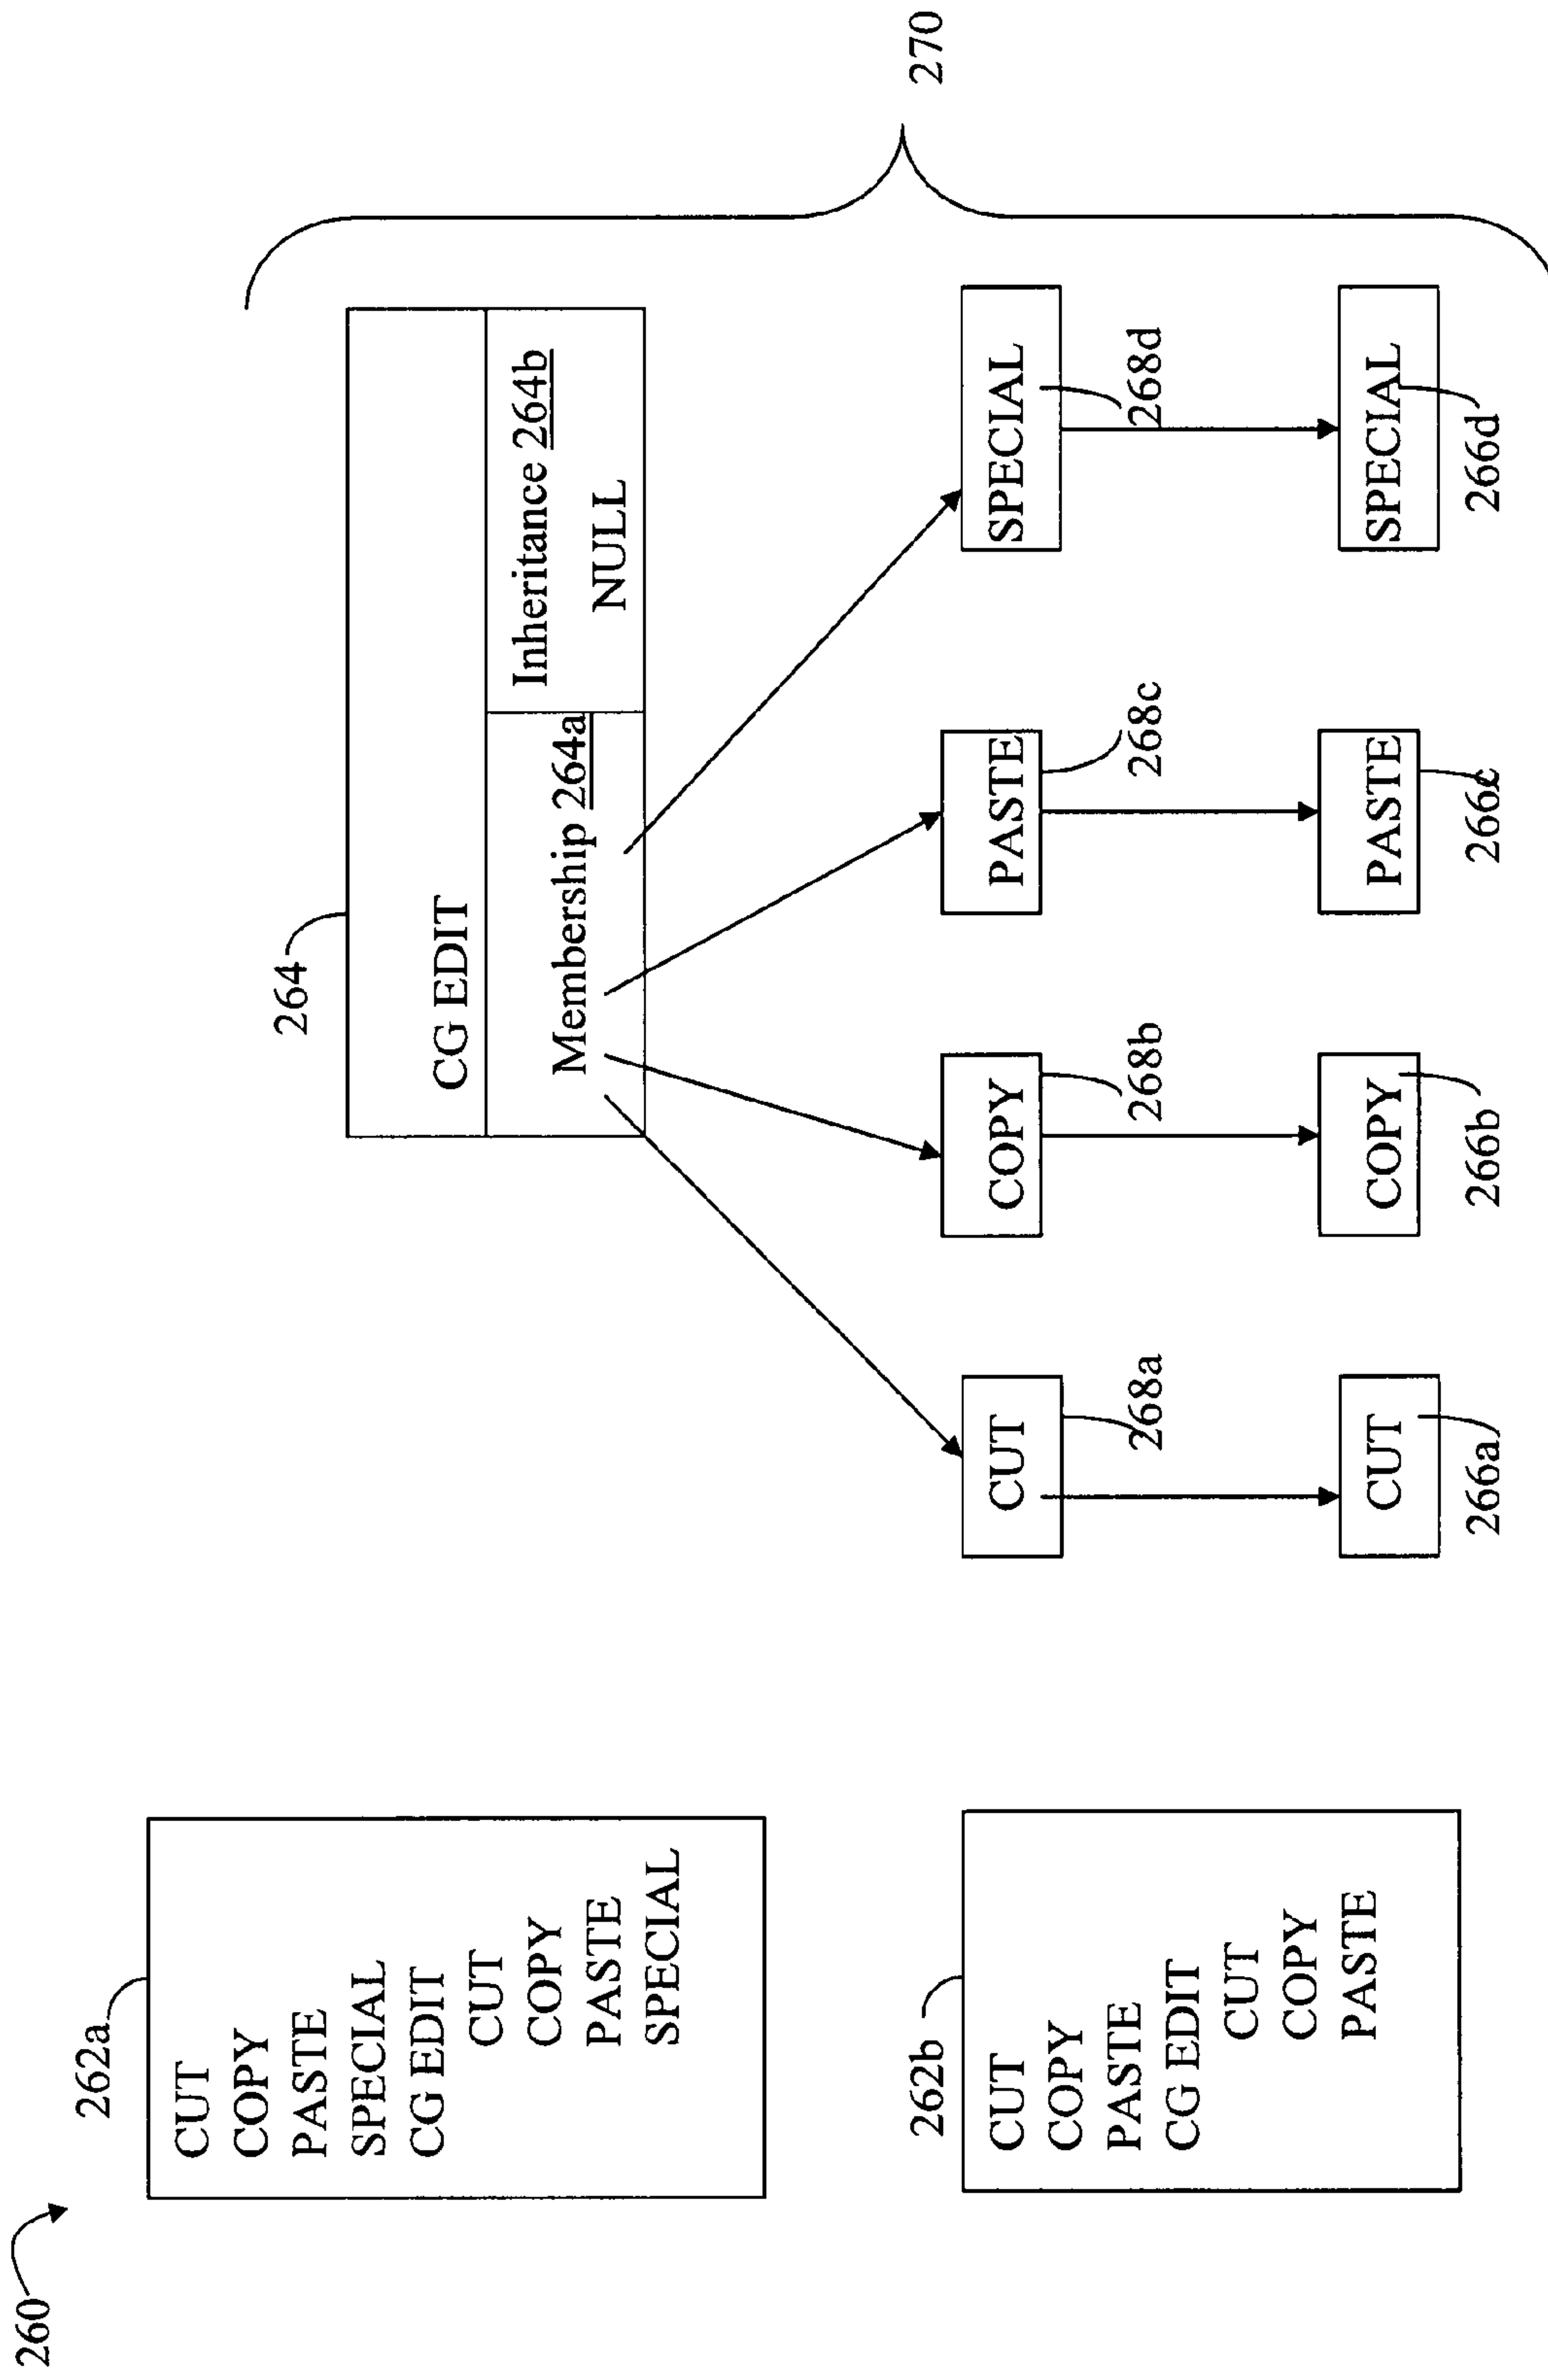 260
262a
CUT
COPY
PASTE
SPECIAL
CG EDIT
CUT
COPY
PASTE
SPECIAL
262b
CUT
COPY
PASTE
CG EDIT
CUT
COPY
PASTE
264
CG EDIT
Membership 264a
Inheritance 264b
NULL
CUT
COPY
PASTE
SPECIAL
268a
268b
268c
268d
CUT
COPY
PASTE
SPECIAL
266a
266b
266c
266d
270